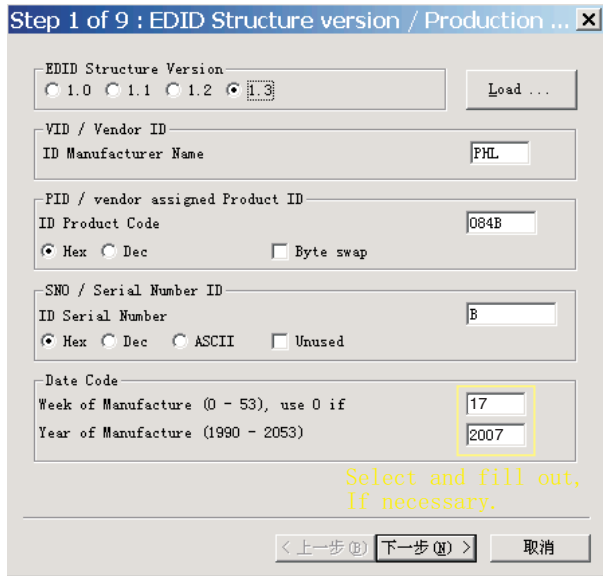 Step 1 of 9 : EDID Structure version / Production ...
EDID Structure Version
1.0 1.1 1.2 1.3
Load ...
VID / Vendor ID
ID Manufacturer Name PHL
PID / vendor assigned Product ID
ID Product Code 084B
Hex Dec Byte swap
SNO / Serial Number ID
ID Serial Number B
Hex Dec ASCII Unused
Date Code
Week of Manufacture (0 - 53), use 0 if 17
Year of Manufacture (1990 - 2053) 2007
Select and fill out,
If necessary.
< 上一步(B) 下一步(N) > 取消